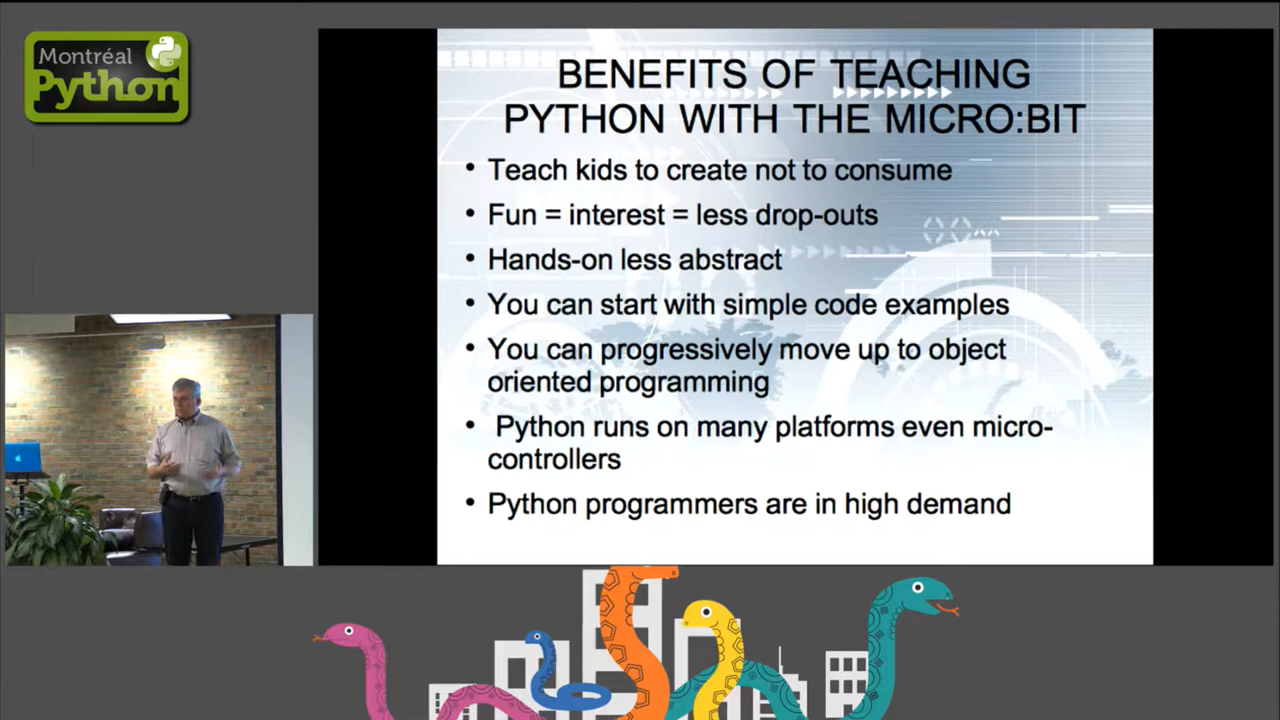 Montréal
Python
BENEFITS OF TEACHING
PYTHON WITH THE MICRO:BIT
• Teach kids to create not to consume
• Fun = interest = less drop-outs
• Hands-on less abstract
• You can start with simple code examples
• You can progressively move up to object
oriented programming
• Python runs on many platforms even micro-
controllers
• Python programmers are in high demand